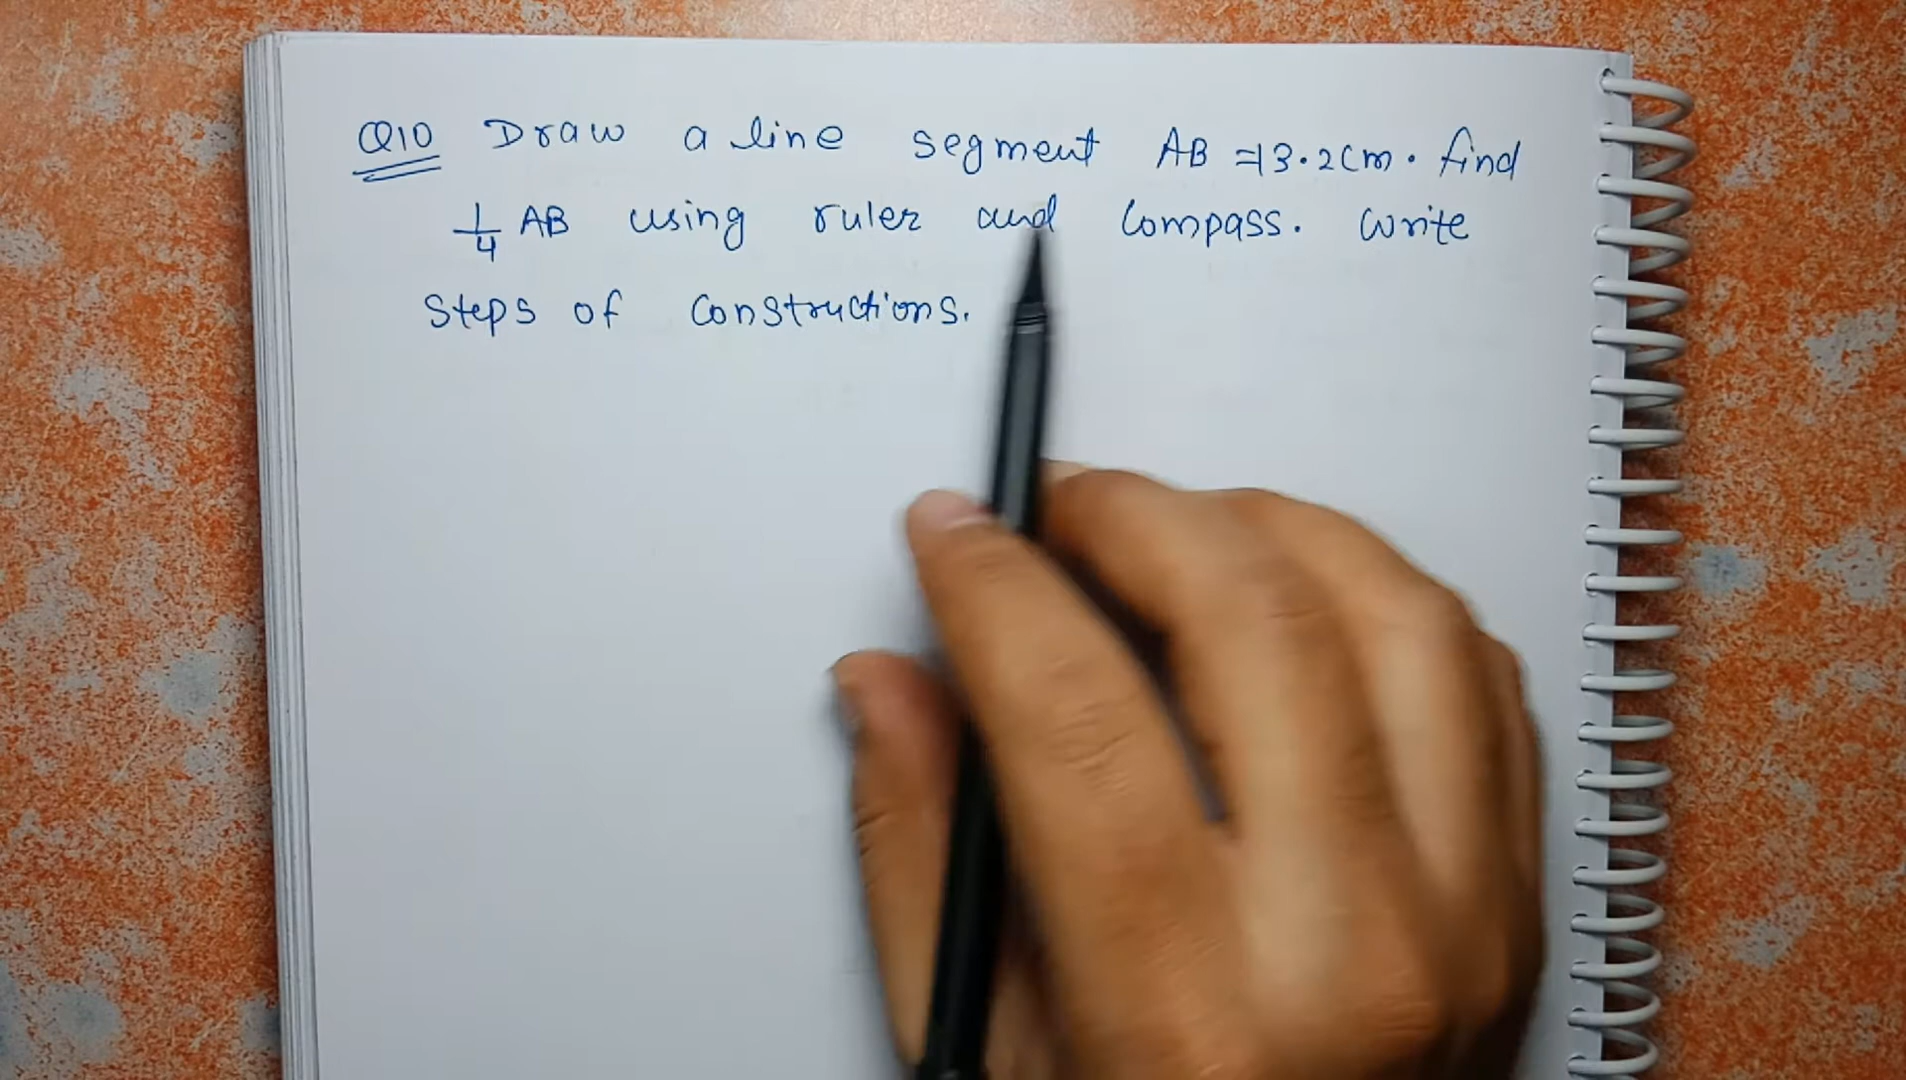 Q10 Draw a line segment AB = 13.2cm. find
1/4 AB using ruler and compass. write
steps of constructions.